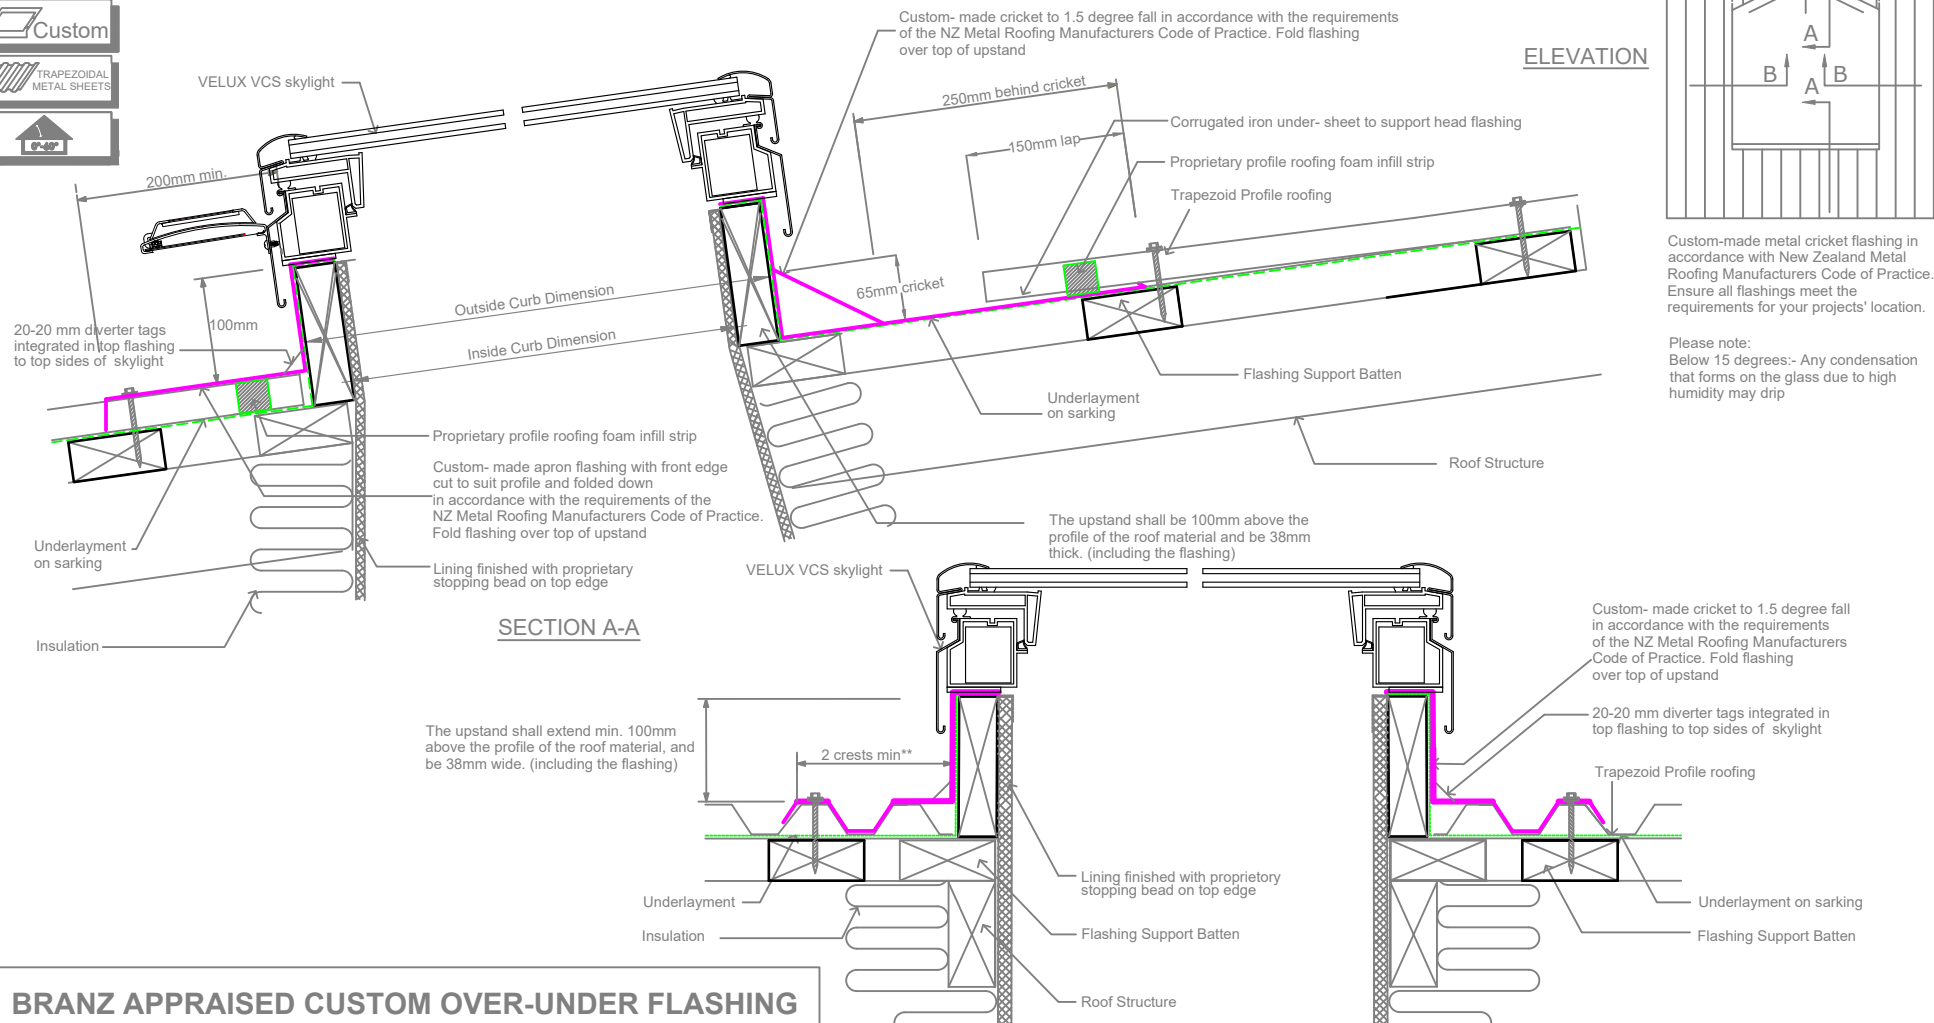 Custom
TRAPEZOIDAL
METAL SHEETS
0°-60°
VELUX VCS skylight
Custom- made cricket to 1.5 degree fall in accordance with the requirements
of the NZ Metal Roofing Manufacturers Code of Practice. Fold flashing
over top of upstand
ELEVATION
A
B
B
A
250mm behind cricket
150mm lap
Corrugated iron under- sheet to support head flashing
Proprietary profile roofing foam infill strip
Trapezoid Profile roofing
200mm min.
Custom-made metal cricket flashing in
accordance with New Zealand Metal
Roofing Manufacturers Code of Practice.
Ensure all flashings meet the
requirements for your projects' location.
Please note:
Below 15 degrees:- Any condensation
that forms on the glass due to high
humidity may drip
65mm cricket
Outside Curb Dimension
Inside Curb Dimension
100mm
20-20 mm diverter tags
integrated in top flashing
to top sides of skylight
Flashing Support Batten
Underlayment
on sarking
Roof Structure
Proprietary profile roofing foam infill strip
Custom- made apron flashing with front edge
cut to suit profile and folded down
in accordance with the requirements of the
NZ Metal Roofing Manufacturers Code of Practice.
Fold flashing over top of upstand
Underlayment
on sarking
Lining finished with proprietary
stopping bead on top edge
Insulation
SECTION A-A
The upstand shall be 100mm above the
profile of the roof material and be 38mm
thick. (including the flashing)
VELUX VCS skylight
Custom- made cricket to 1.5 degree fall
in accordance with the requirements
of the NZ Metal Roofing Manufacturers
Code of Practice. Fold flashing
over top of upstand
20-20 mm diverter tags integrated in
top flashing to top sides of skylight
Trapezoid Profile roofing
The upstand shall extend min. 100mm
above the profile of the roof material, and
be 38mm wide. (including the flashing)
2 crests min**
Lining finished with proprietory
stopping bead on top edge
Underlayment
Insulation
Flashing Support Batten
Roof Structure
Underlayment on sarking
Flashing Support Batten
BRANZ APPRAISED CUSTOM OVER-UNDER FLASHING